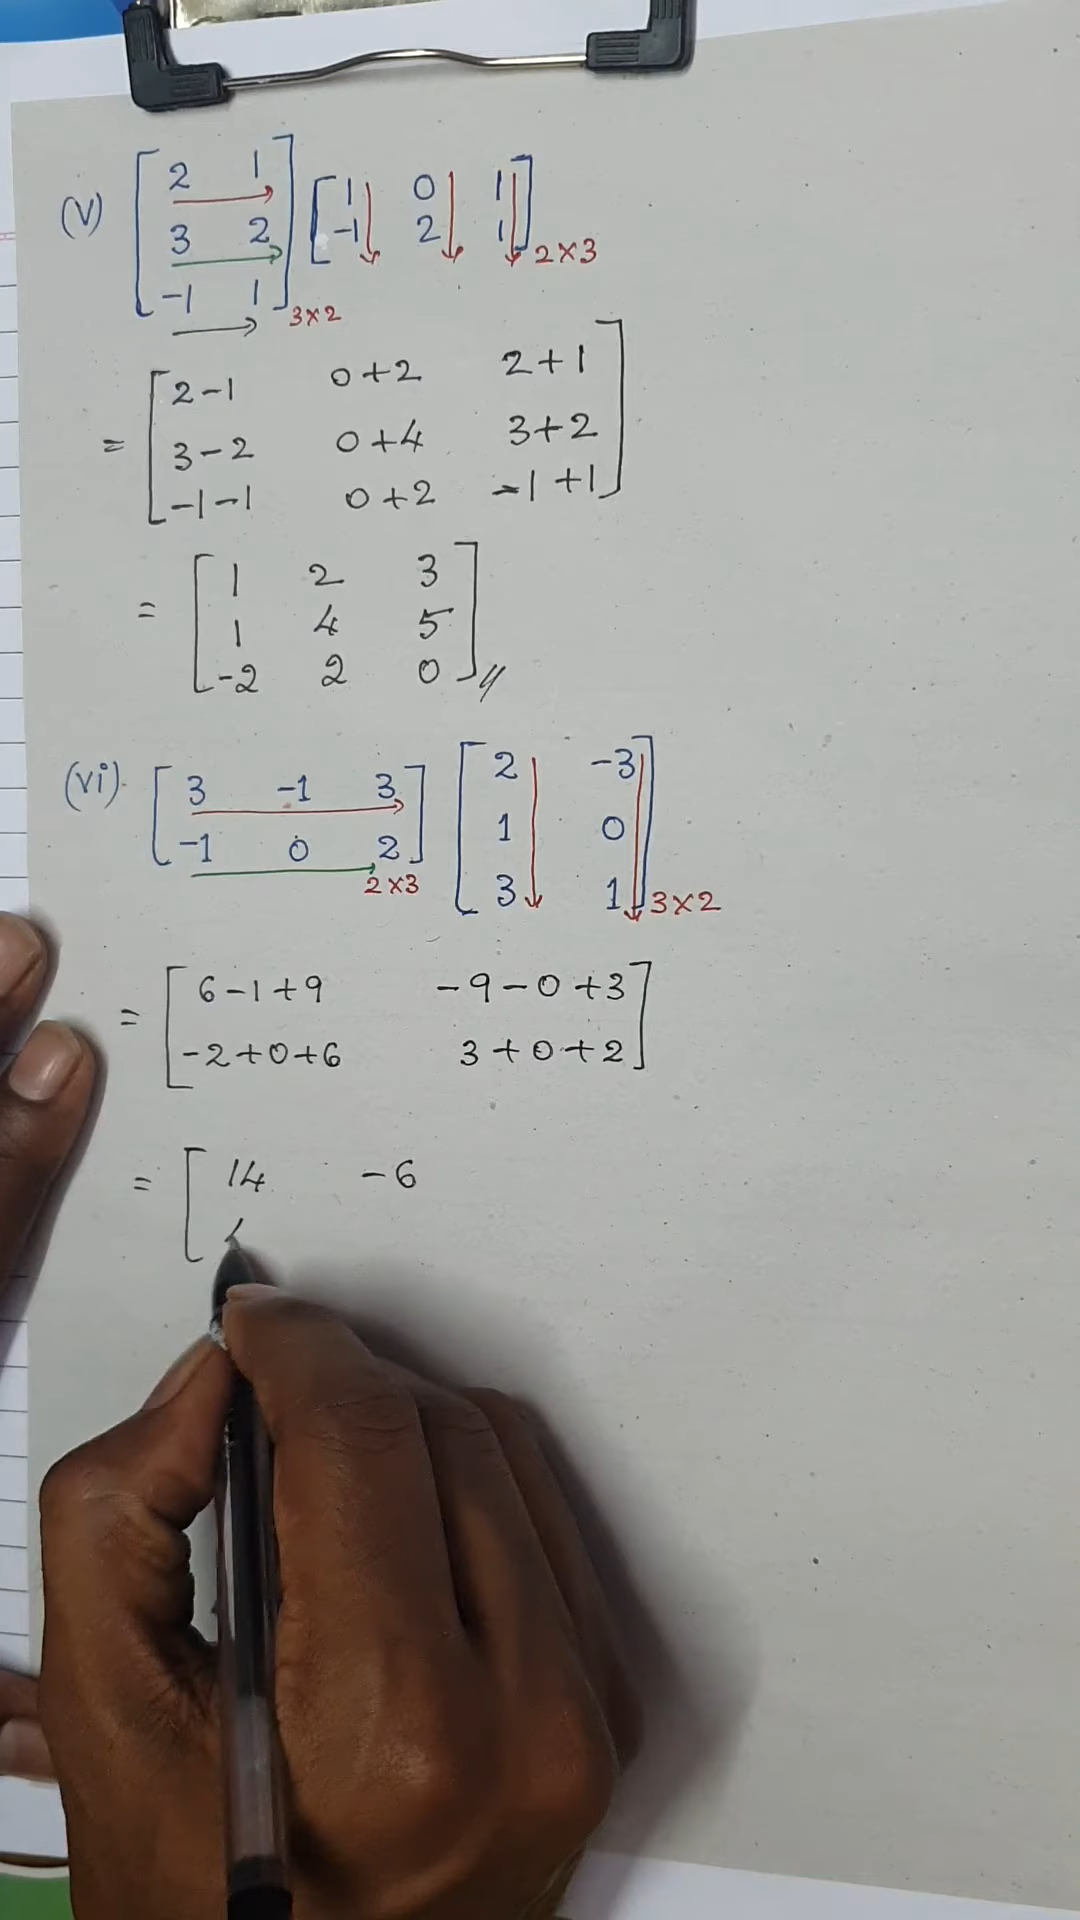 (v) [2 1
3 2
-1 1] 3×2 [1 0 1
-1 2 1] 2×3
= [2-1 0+2 2+1
3-2 0+4 3+2
-1-1 0+2 -1+1]
= [1 2 3
1 4 5
-2 2 0]
(vi). [3 -1 3
-1 0 2] 2×3 [2 -3
1 0
3 1] 3×2
= [6-1+9 -9-0+3
-2+0+6 3+0+2]
= [14 -6